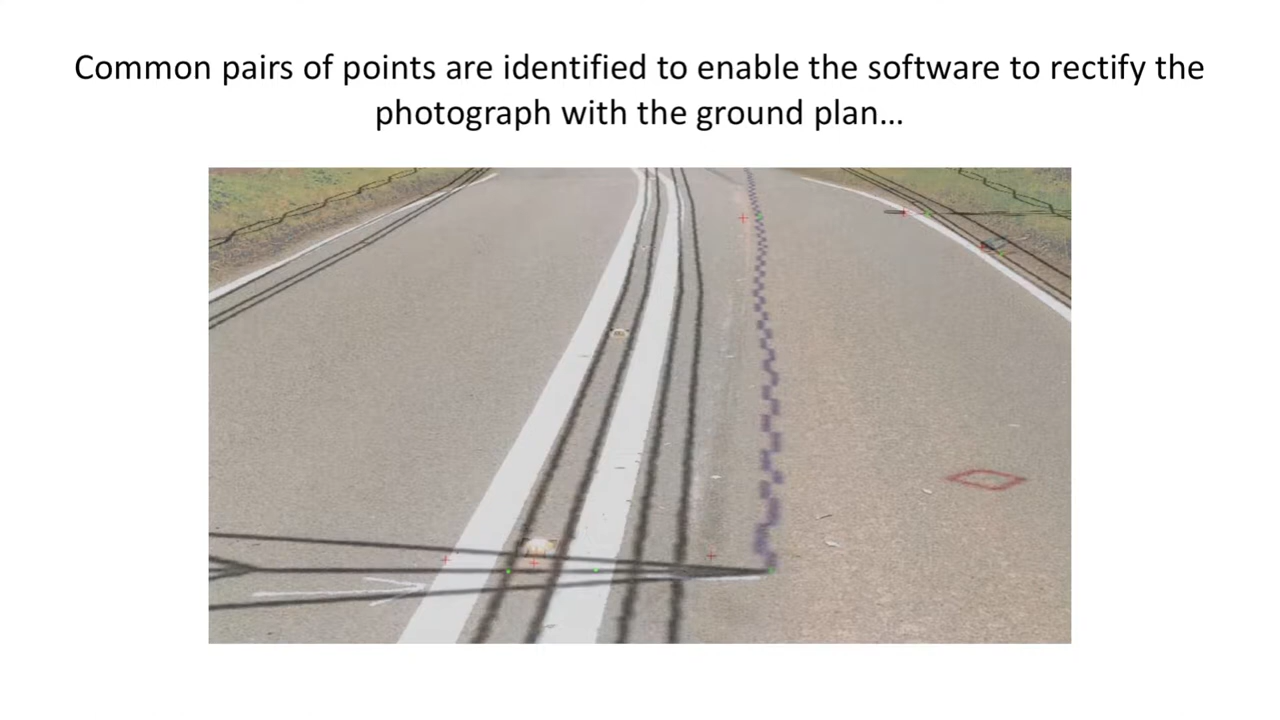 Common pairs of points are identified to enable the software to rectify the
photograph with the ground plan...